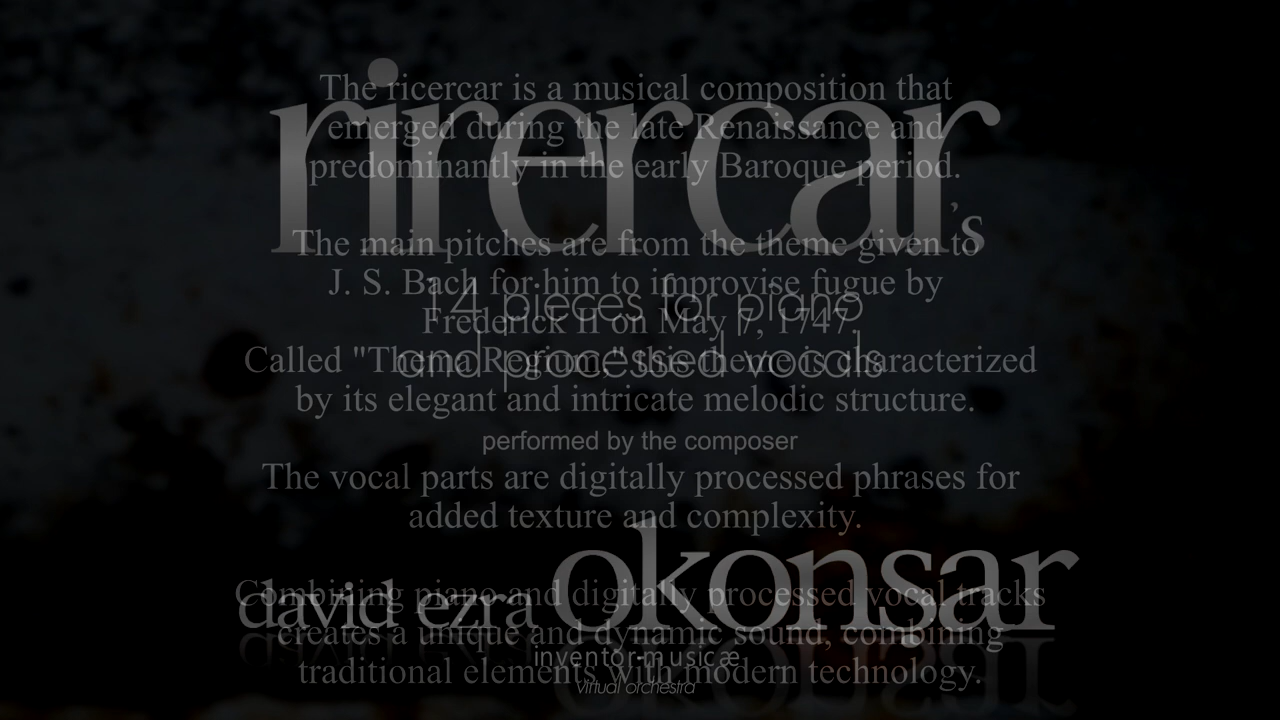 The ricercar is a musical composition that
rirercar's
emerged during the late Renaissance and
predominantly in the early Baroque period.
The main pitches are from the theme given to
J. S. Bach for him to improvise fugue by
14 pieces for piano
Frederick II on May 7, 1747.
Called "Thema Regium," this theme is characterized
and processed vocals
by its elegant and intricate melodic structure.
performed by the composer
The vocal parts are digitally processed phrases for
added texture and complexity.
david ezra okonsar
Combining piano and digitally processed vocal tracks
creates a unique and dynamic sound, combining
inventor-musicæ
traditional elements with modern technology.
virtual orchestra